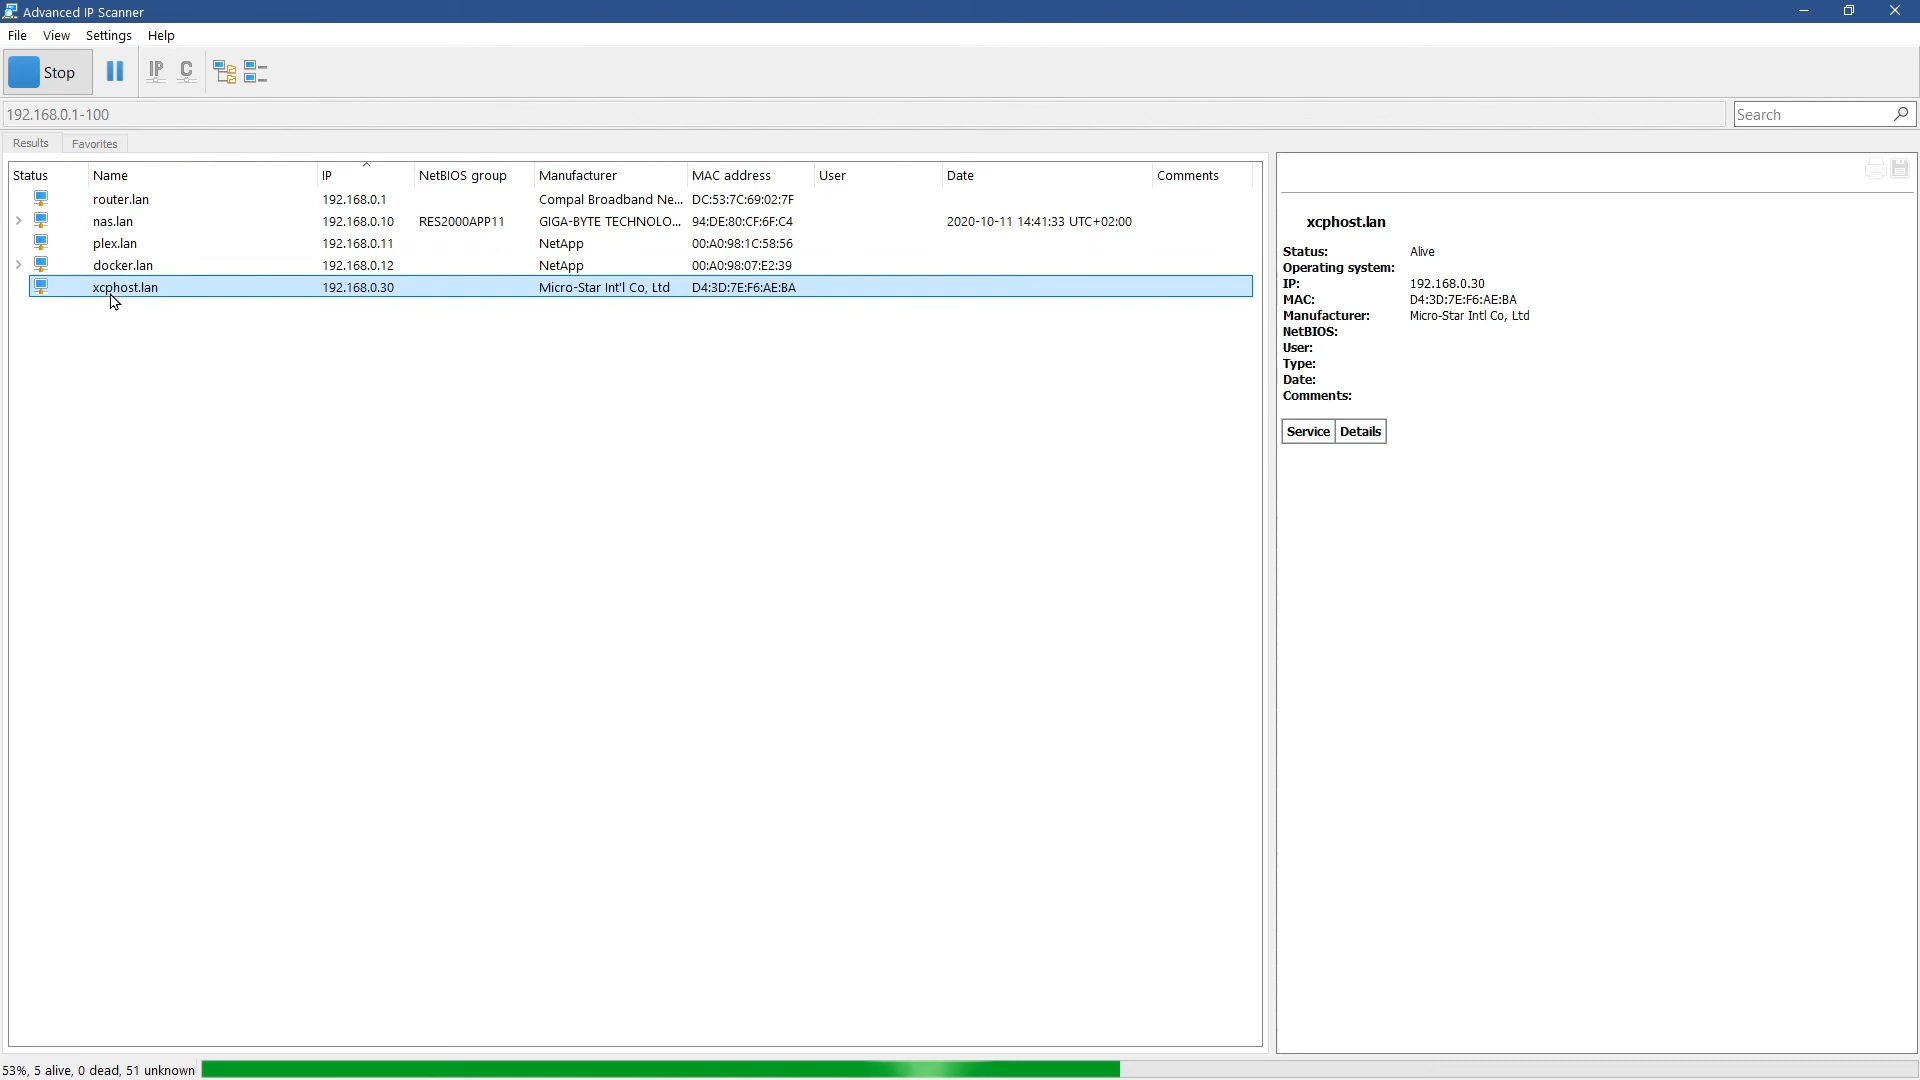 Advanced IP Scanner
File View Settings Help
Stop IP C
192.168.0.1-100 Search
Results Favorites
Status Name IP NetBIOS group Manufacturer MAC address User Date Comments
router.lan 192.168.0.1 Compal Broadband Ne... DC:53:7C:69:02:7F
nas.lan 192.168.0.10 RES2000APP11 GIGA-BYTE TECHNOLO... 94:DE:80:CF:6F:C4 2020-10-11 14:41:33 UTC+02:00
plex.lan 192.168.0.11 NetApp 00:A0:98:1C:58:56
docker.lan 192.168.0.12 NetApp 00:A0:98:07:E2:39
xcphost.lan 192.168.0.30 Micro-Star Int'l Co, Ltd D4:3D:7E:F6:AE:BA
xcphost.lan
Status: Alive
Operating system:
IP: 192.168.0.30
MAC: D4:3D:7E:F6:AE:BA
Manufacturer: Micro-Star Intl Co, Ltd
NetBIOS:
User:
Type:
Date:
Comments:
Service Details
53%, 5 alive, 0 dead, 51 unknown